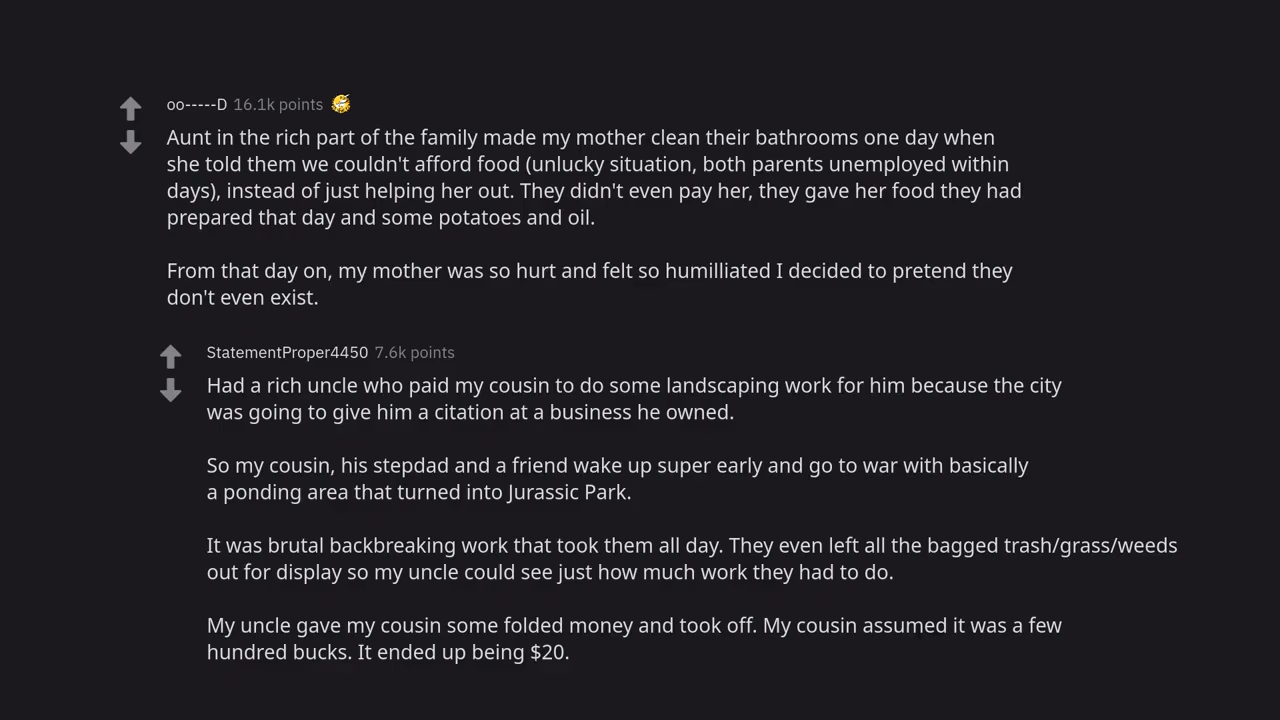 oo-----D 16.1k points
Aunt in the rich part of the family made my mother clean their bathrooms one day when
she told them we couldn't afford food (unlucky situation, both parents unemployed within
days), instead of just helping her out. They didn't even pay her, they gave her food they had
prepared that day and some potatoes and oil.
From that day on, my mother was so hurt and felt so humilliated I decided to pretend they
don't even exist.
StatementProper4450 7.6k points
Had a rich uncle who paid my cousin to do some landscaping work for him because the city
was going to give him a citation at a business he owned.
So my cousin, his stepdad and a friend wake up super early and go to war with basically
a ponding area that turned into Jurassic Park.
It was brutal backbreaking work that took them all day. They even left all the bagged trash/grass/weeds
out for display so my uncle could see just how much work they had to do.
My uncle gave my cousin some folded money and took off. My cousin assumed it was a few
hundred bucks. It ended up being $20.